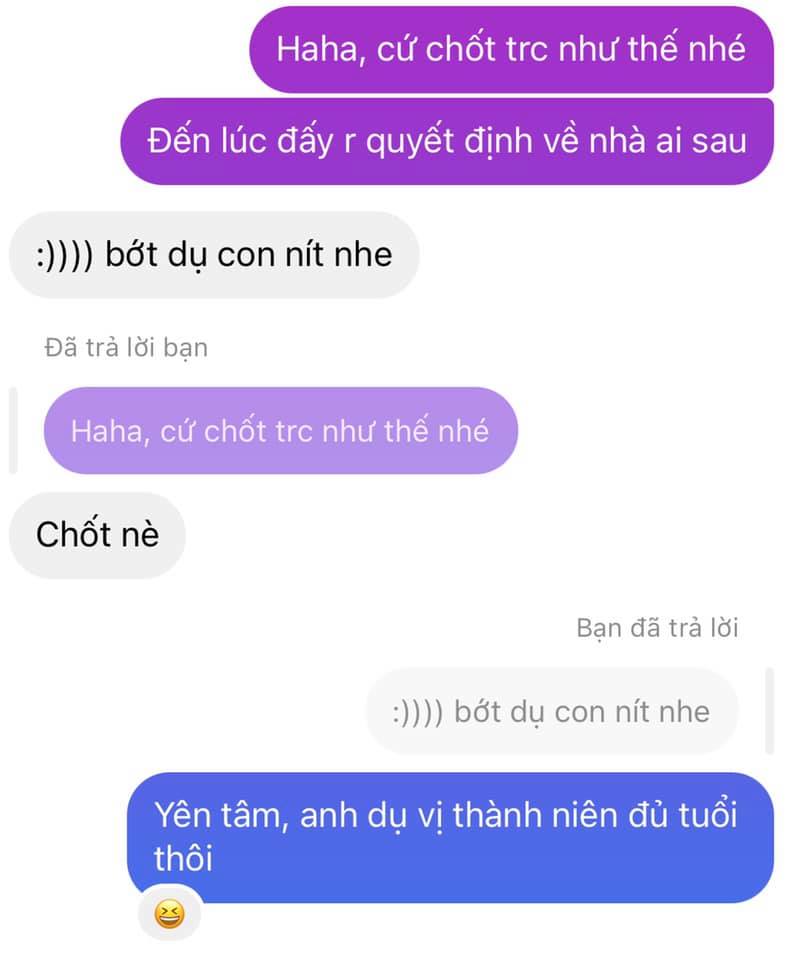 Haha, cứ chốt trc như thế nhé
Đến lúc đấy r quyết định về nhà ai sau
:)))) bớt dụ con nít nhe
Đã trả lời bạn
Haha, cứ chốt trc như thế nhé
Chốt nè
Bạn đã trả lời
:)))) bớt dụ con nít nhe
Yên tâm, anh dụ vị thành niên đủ tuổi
thôi